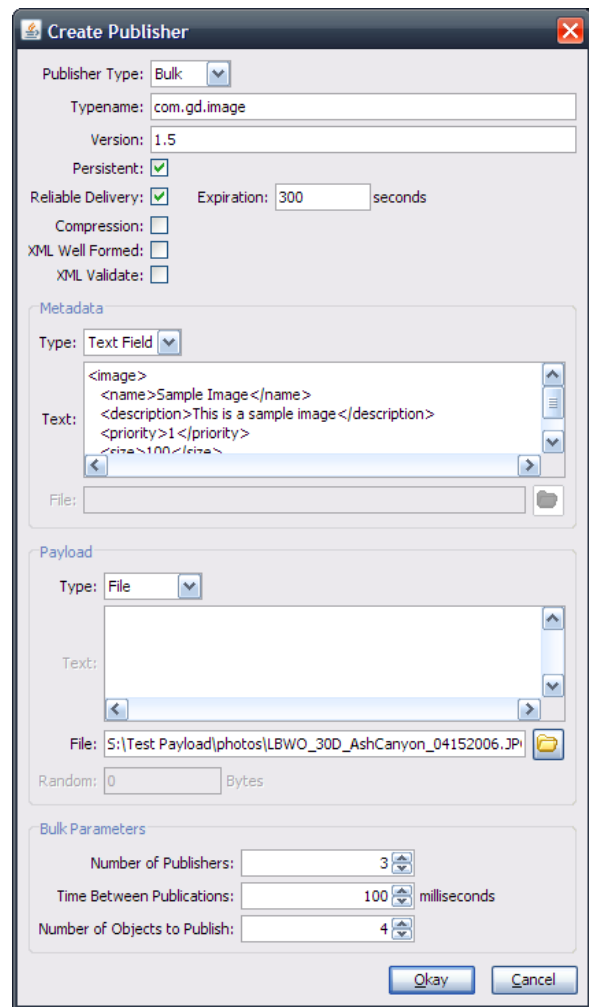 Create Publisher
Publisher Type: Bulk
Typename: com.gd.image
Version: 1.5
Persistent:
Reliable Delivery: Expiration: 300 seconds
Compression:
XML Well Formed:
XML Validate:
Metadata
Type: Text Field
Text:
<image>
<name>Sample Image</name>
<description>This is a sample image</description>
<priority>1</priority>
<size>100</size>
File:
Payload
Type: File
Text:
File: S:\Test Payload\photos\LBWO_30D_AshCanyon_04152006.JP
Random: 0 Bytes
Bulk Parameters
Number of Publishers: 3
Time Between Publications: 100 milliseconds
Number of Objects to Publish: 4
Okay Cancel